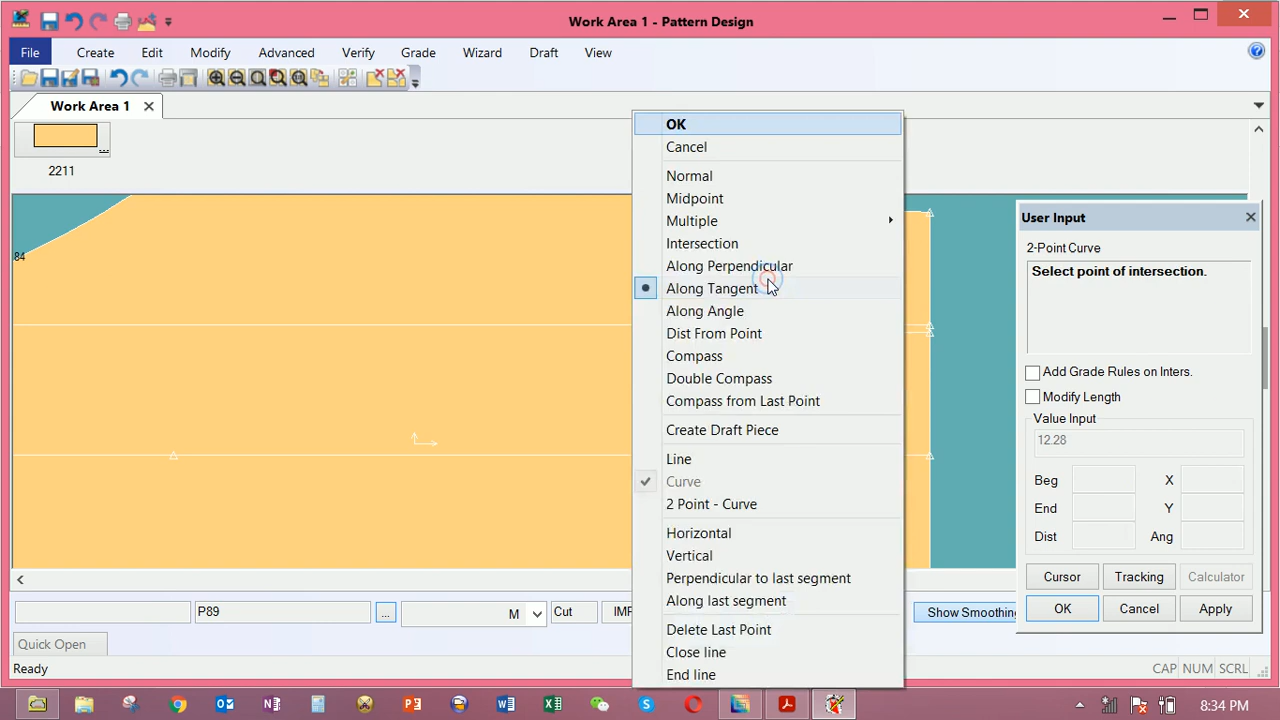 Work Area 1 - Pattern Design
File Create Edit Modify Advanced Verify Grade Wizard Draft View
Work Area 1
2211
84
OK
Cancel
Normal
Midpoint
Multiple
Intersection
Along Perpendicular
Along Tangent
Along Angle
Dist From Point
Compass
Double Compass
Compass from Last Point
Create Draft Piece
Line
Curve
2 Point - Curve
Horizontal
Vertical
Perpendicular to last segment
Along last segment
Delete Last Point
Close line
End line
User Input
2-Point Curve
Select point of intersection.
Add Grade Rules on Inters.
Modify Length
Value Input
12.28
Beg X
End Y
Dist Ang
Cursor Tracking Calculator
OK Cancel Apply
P89 ... M Cut IMP Show Smoothing
Quick Open
Ready CAP NUM SCRL
8:34 PM